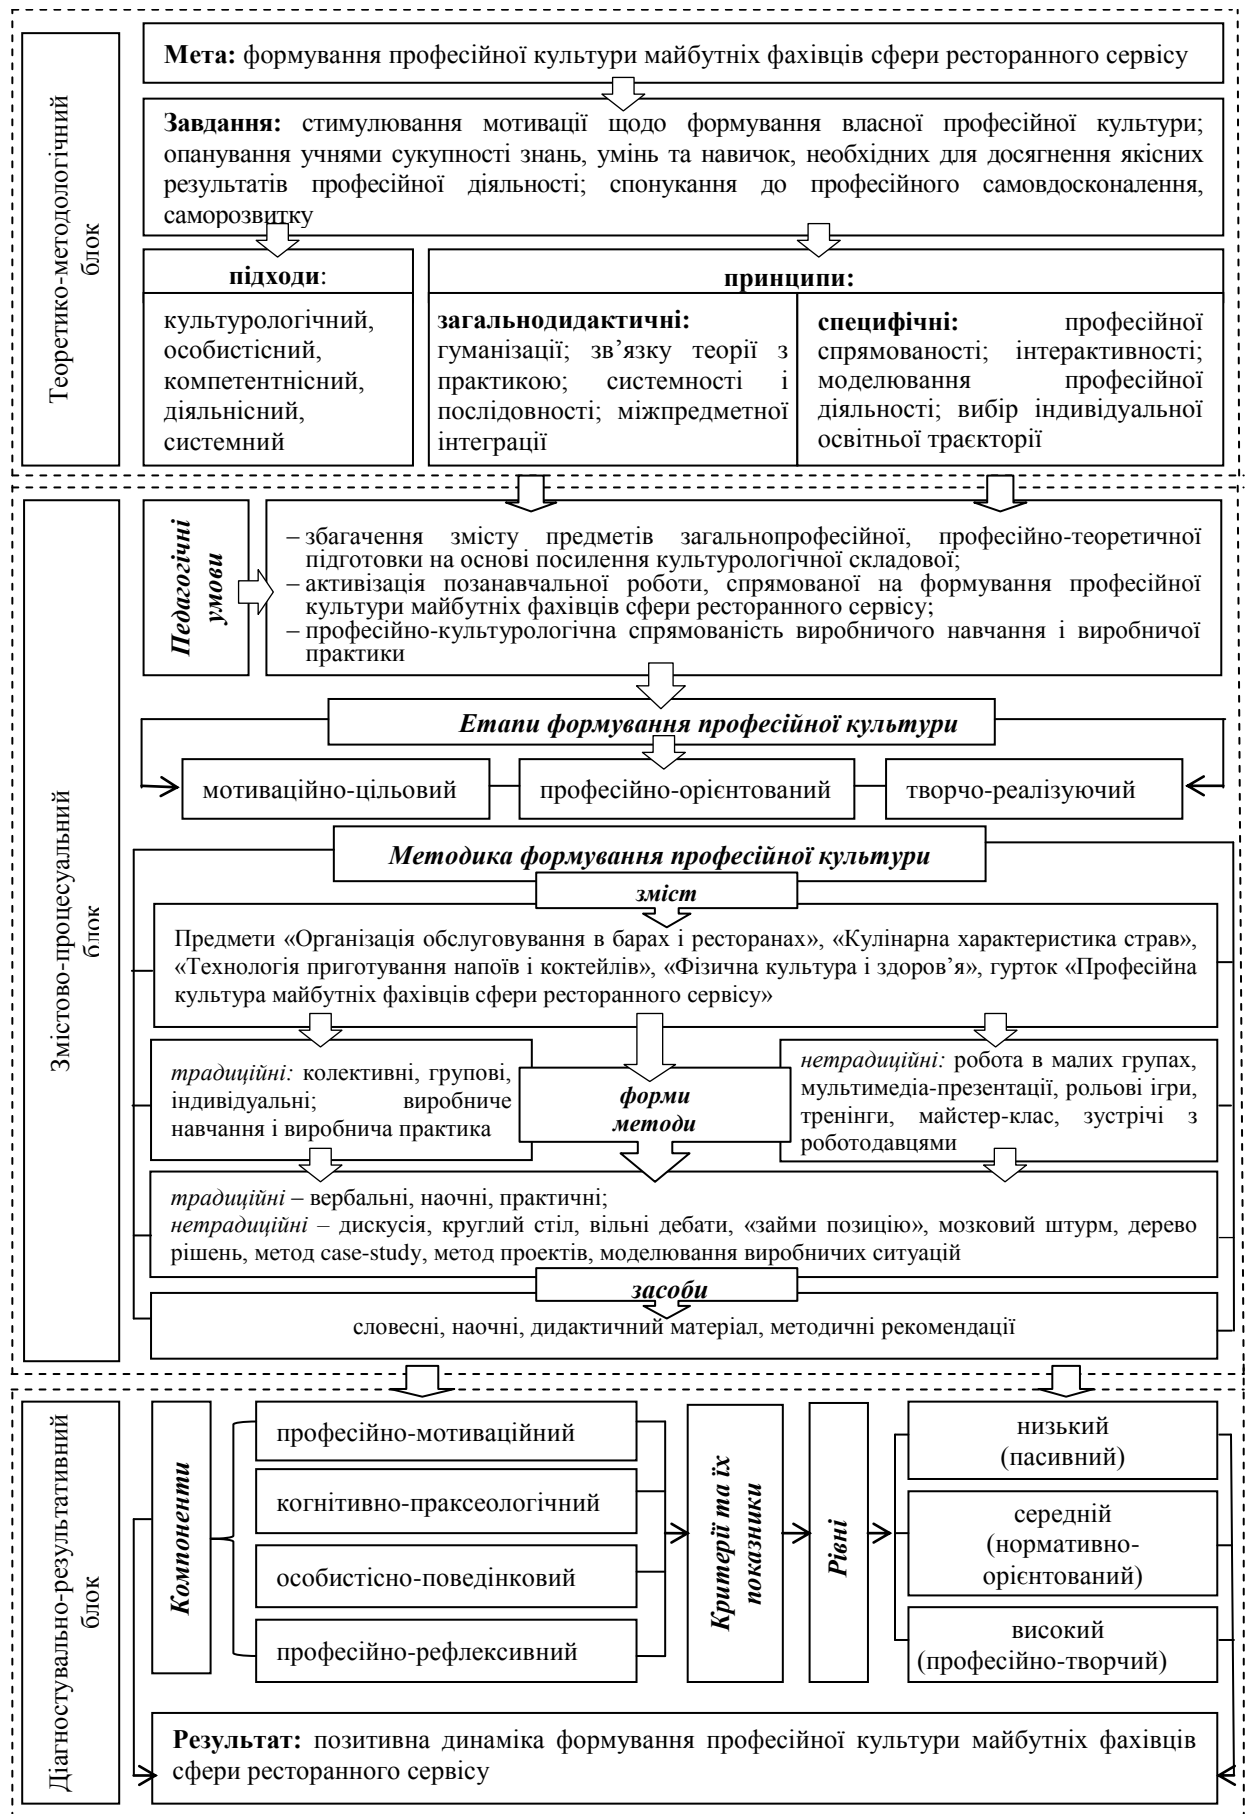 Теоретико-методологічний
блок
Мета: формування професійної культури майбутніх фахівців сфери ресторанного сервісу
Завдання: стимулювання мотивації щодо формування власної професійної культури;
опанування учнями сукупності знань, умінь та навичок, необхідних для досягнення якісних
результатів професійної діяльності; спонукання до професійного самовдосконалення,
саморозвитку
підходи:
культурологічний,
особистісний,
компетентнісний,
діяльнісний,
системний
принципи:
загальнодидактичні:
гуманізації; зв’язку теорії з
практикою; системності і
послідовності; міжпредметної
інтеграції
специфічні: професійної
спрямованості; інтерактивності;
моделювання професійної
діяльності; вибір індивідуальної
освітньої траєкторії
Змістово-процесуальний
блок
Педагогічні
умови
– збагачення змісту предметів загальнопрофесійної, професійно-теоретичної
підготовки на основі посилення культурологічної складової;
– активізація позанавчальної роботи, спрямованої на формування професійної
культури майбутніх фахівців сфери ресторанного сервісу;
– професійно-культурологічна спрямованість виробничого навчання і виробничої
практики
Етапи формування професійної культури
мотиваційно-цільовий
професійно-орієнтований
творчо-реалізуючий
Методика формування професійної культури
зміст
Предмети «Організація обслуговування в барах і ресторанах», «Кулінарна характеристика страв»,
«Технологія приготування напоїв і коктейлів», «Фізична культура і здоров’я», гурток «Професійна
культура майбутніх фахівців сфери ресторанного сервісу»
традиційні: колективні, групові,
індивідуальні; виробниче
навчання і виробнича практика
форми
методи
нетрадиційні: робота в малих групах,
мультимедіа-презентації, рольові ігри,
тренінги, майстер-клас, зустрічі з
роботодавцями
традиційні – вербальні, наочні, практичні;
нетрадиційні – дискусія, круглий стіл, вільні дебати, «займи позицію», мозковий штурм, дерево
рішень, метод case-study, метод проектів, моделювання виробничих ситуацій
засоби
словесні, наочні, дидактичний матеріал, методичні рекомендації
Діагностувально-результативний
блок
Компоненти
професійно-мотиваційний
когнітивно-праксеологічний
особистісно-поведінковий
професійно-рефлексивний
Критерії та їх
показники
Рівні
низький
(пасивний)
середній
(нормативно-
орієнтований)
високий
(професійно-творчий)
Результат: позитивна динаміка формування професійної культури майбутніх фахівців
сфери ресторанного сервісу